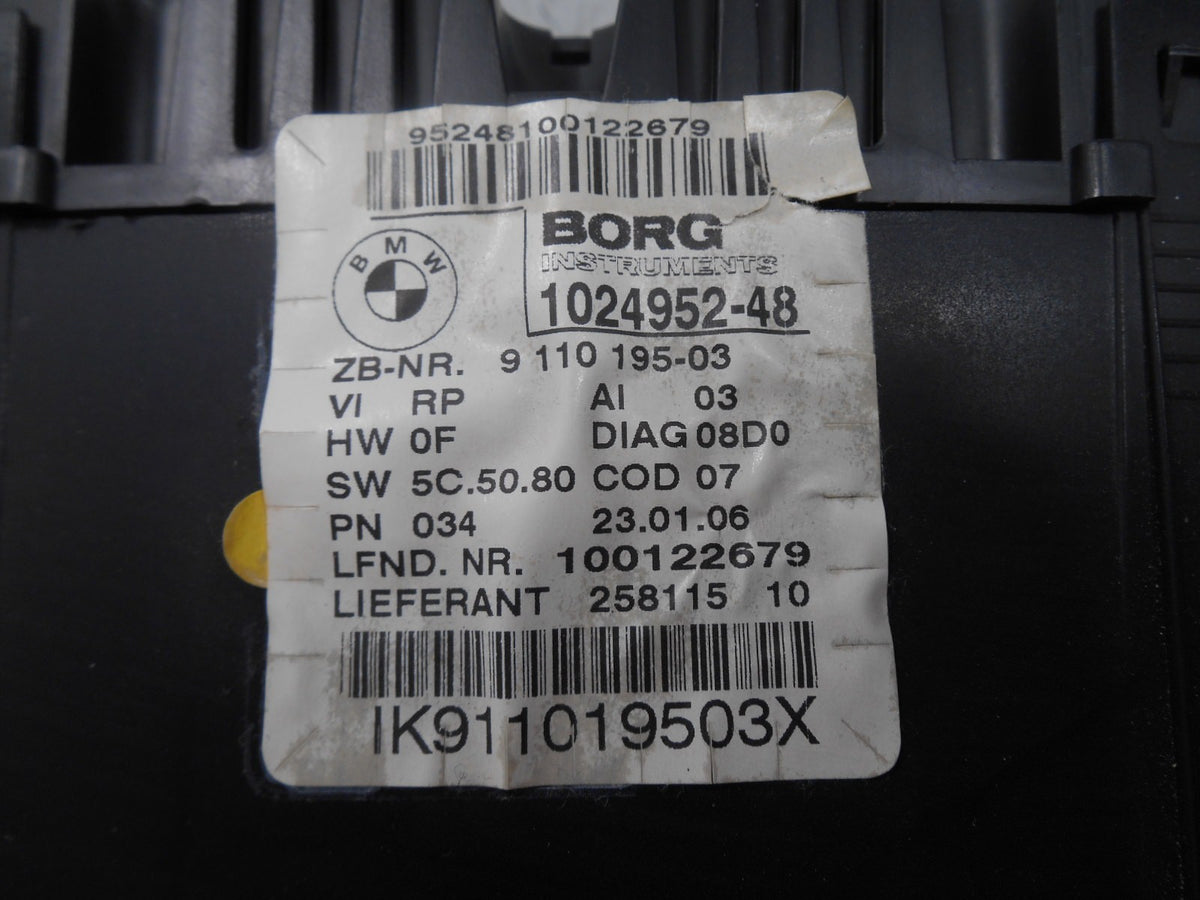 95248100122679
BMW
BORG
INSTRUMENTS
1024952-48
ZB-NR. 9 110 195-03
VI RP AI 03
HW 0F DIAG 08D0
SW 5C.50.80 COD 07
PN 034 23.01.06
LFND. NR. 100122679
LIEFERANT 258115 10
IK911019503X